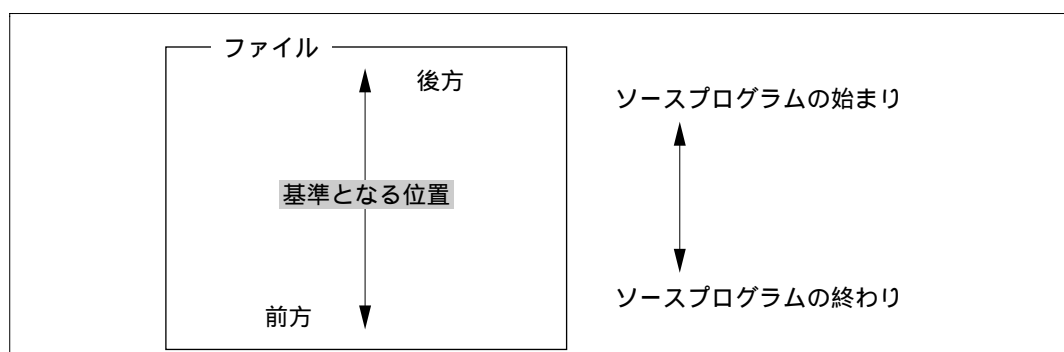 ファイル
後方
ソースプログラムの始まり
基準となる位置
ソースプログラムの終わり
前方